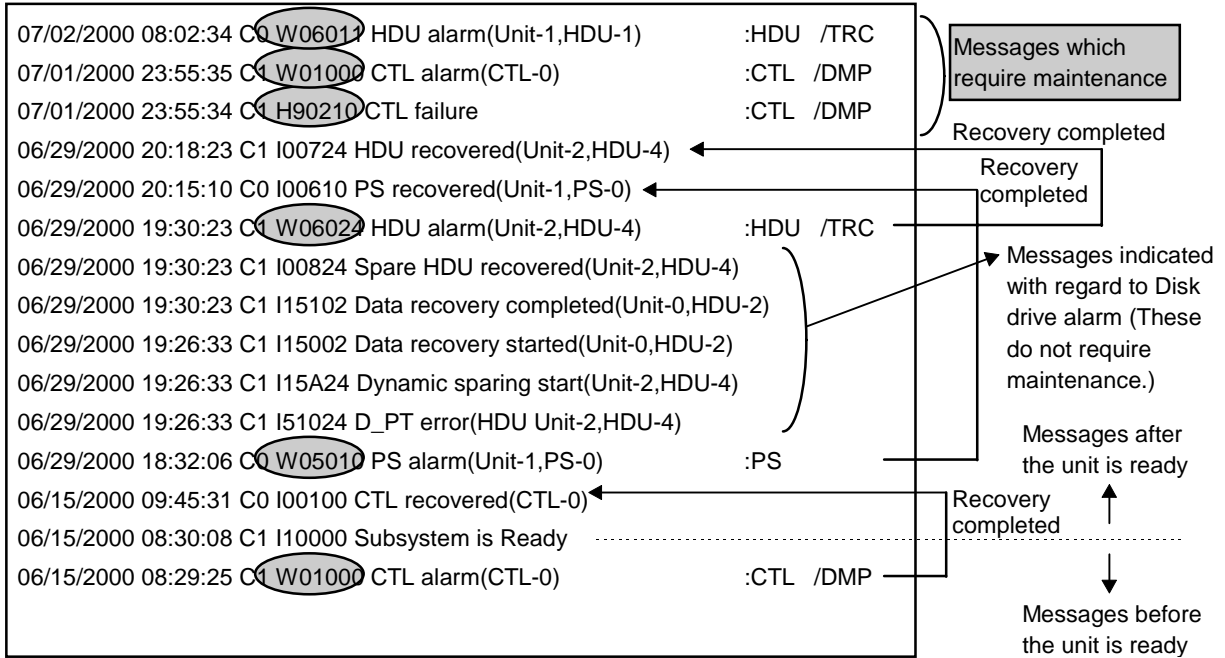 07/02/2000 08:02:34 C0 W06011 HDU alarm(Unit-1,HDU-1) :HDU /TRC
07/01/2000 23:55:35 C1 W01000 CTL alarm(CTL-0) :CTL /DMP
07/01/2000 23:55:34 C1 H90210 CTL failure :CTL /DMP
06/29/2000 20:18:23 C1 I00724 HDU recovered(Unit-2,HDU-4)
06/29/2000 20:15:10 C0 I00610 PS recovered(Unit-1,PS-0)
06/29/2000 19:30:23 C1 W06024 HDU alarm(Unit-2,HDU-4) :HDU /TRC
06/29/2000 19:30:23 C1 I00824 Spare HDU recovered(Unit-2,HDU-4)
06/29/2000 19:30:23 C1 I15102 Data recovery completed(Unit-0,HDU-2)
06/29/2000 19:26:33 C1 I15002 Data recovery started(Unit-0,HDU-2)
06/29/2000 19:26:33 C1 I15A24 Dynamic sparing start(Unit-2,HDU-4)
06/29/2000 19:26:33 C1 I51024 D_PT error(HDU Unit-2,HDU-4)
06/29/2000 18:32:06 C0 W05010 PS alarm(Unit-1,PS-0) :PS
06/15/2000 09:45:31 C0 I00100 CTL recovered(CTL-0)
06/15/2000 08:30:08 C1 I10000 Subsystem is Ready
06/15/2000 08:29:25 C1 W01000 CTL alarm(CTL-0) :CTL /DMP
Messages which
require maintenance
Recovery completed
Recovery
completed
Messages indicated
with regard to Disk
drive alarm (These
do not require
maintenance.)
Messages after
the unit is ready
Recovery
completed
Messages before
the unit is ready